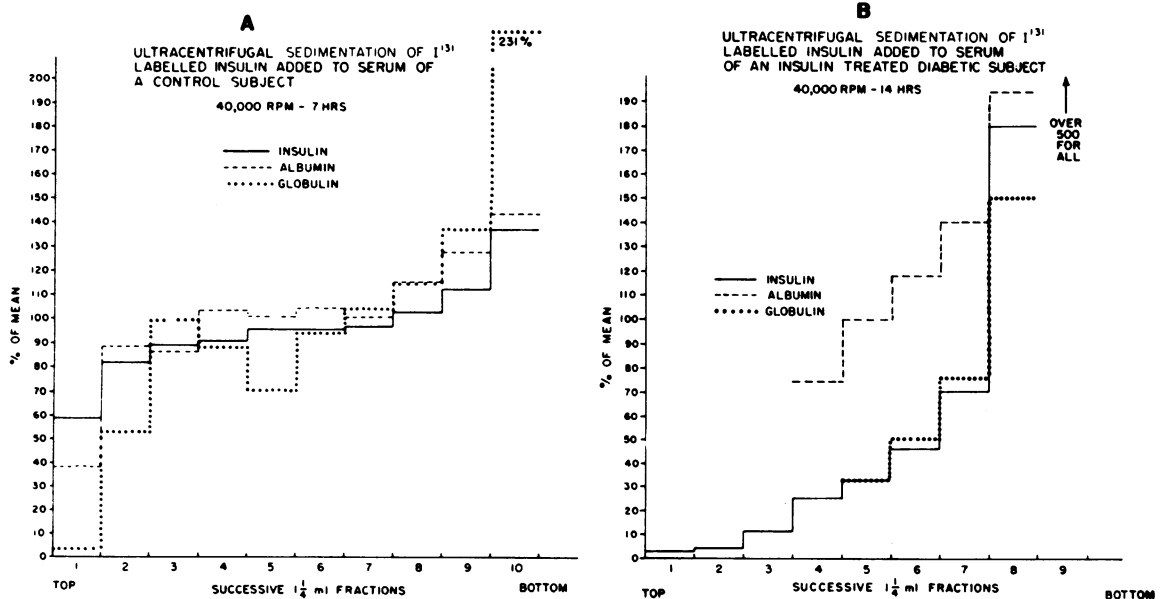 A
ULTRACENTRIFUGAL SEDIMENTATION OF I¹³¹
LABELLED INSULIN ADDED TO SERUM OF
A CONTROL SUBJECT
40,000 RPM - 7 HRS
INSULIN
ALBUMIN
GLOBULIN
231%
% OF MEAN
200
190
180
170
160
150
140
130
120
110
100
90
80
70
60
50
40
30
20
10
0
1 2 3 4 5 6 7 8 9 10
TOP SUCCESSIVE 1 1/4 ml FRACTIONS BOTTOM
B
ULTRACENTRIFUGAL SEDIMENTATION OF I¹³¹
LABELLED INSULIN ADDED TO SERUM
OF AN INSULIN TREATED DIABETIC SUBJECT
40,000 RPM - 14 HRS
OVER
500
FOR
ALL
INSULIN
ALBUMIN
GLOBULIN
% OF MEAN
190
180
170
160
150
140
130
120
110
100
90
80
70
60
50
40
30
20
10
0
1 2 3 4 5 6 7 8 9
TOP SUCCESSIVE 1 1/4 ml FRACTIONS BOTTOM